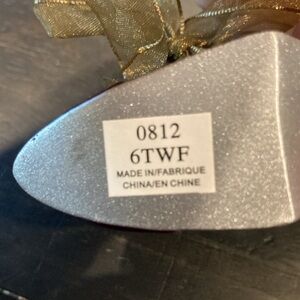 0812
6TWF
MADE IN/FABRIQUE
CHINA/EN CHINE